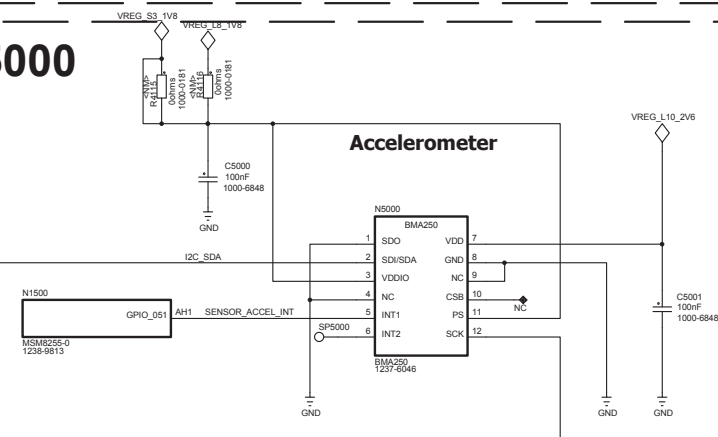 VREG_S3_1V8
VREG_L8_1V8
5000
<NM>
R4115
0ohms
1000-0181
<NM>
R4116
0ohms
1000-0181
VREG_L10_2V6
Accelerometer
C5000
100nF
1000-6848
GND
N5000
BMA250
1 SDO VDD 7
I2C_SDA 2 SDI/SDA GND 8
3 VDDIO NC 9
4 NC CSB 10 NC
N1500
GPIO_051 AH1 SENSOR_ACCEL_INT 5 INT1 PS 11
SP5000 6 INT2 SCK 12
C5001
100nF
1000-6848
MSM8255-0
1238-9813
BMA250
1237-6046
GND GND GND